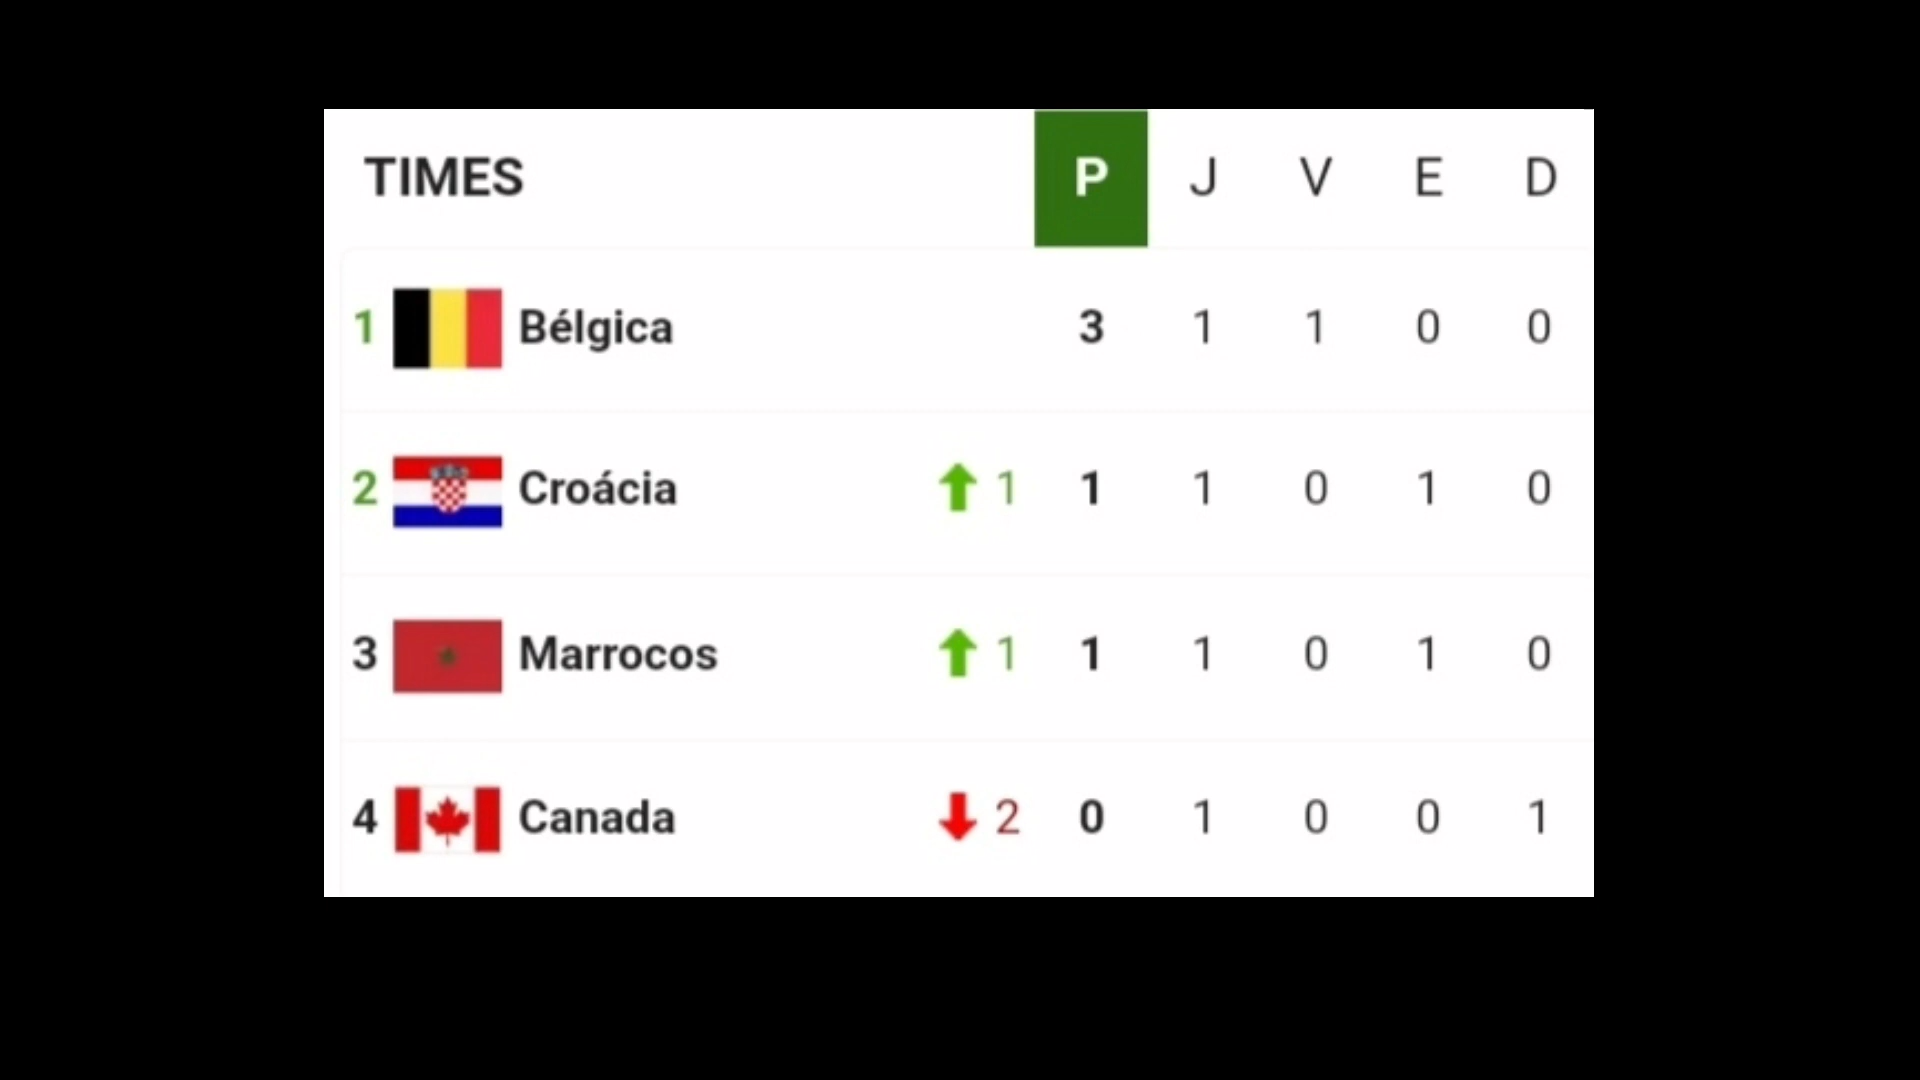 TIMES P J V E D
1 Bélgica 3 1 1 0 0
2 Croácia 1 1 1 0 1 0
3 Marrocos 1 1 1 0 1 0
4 Canada 2 0 1 0 0 1